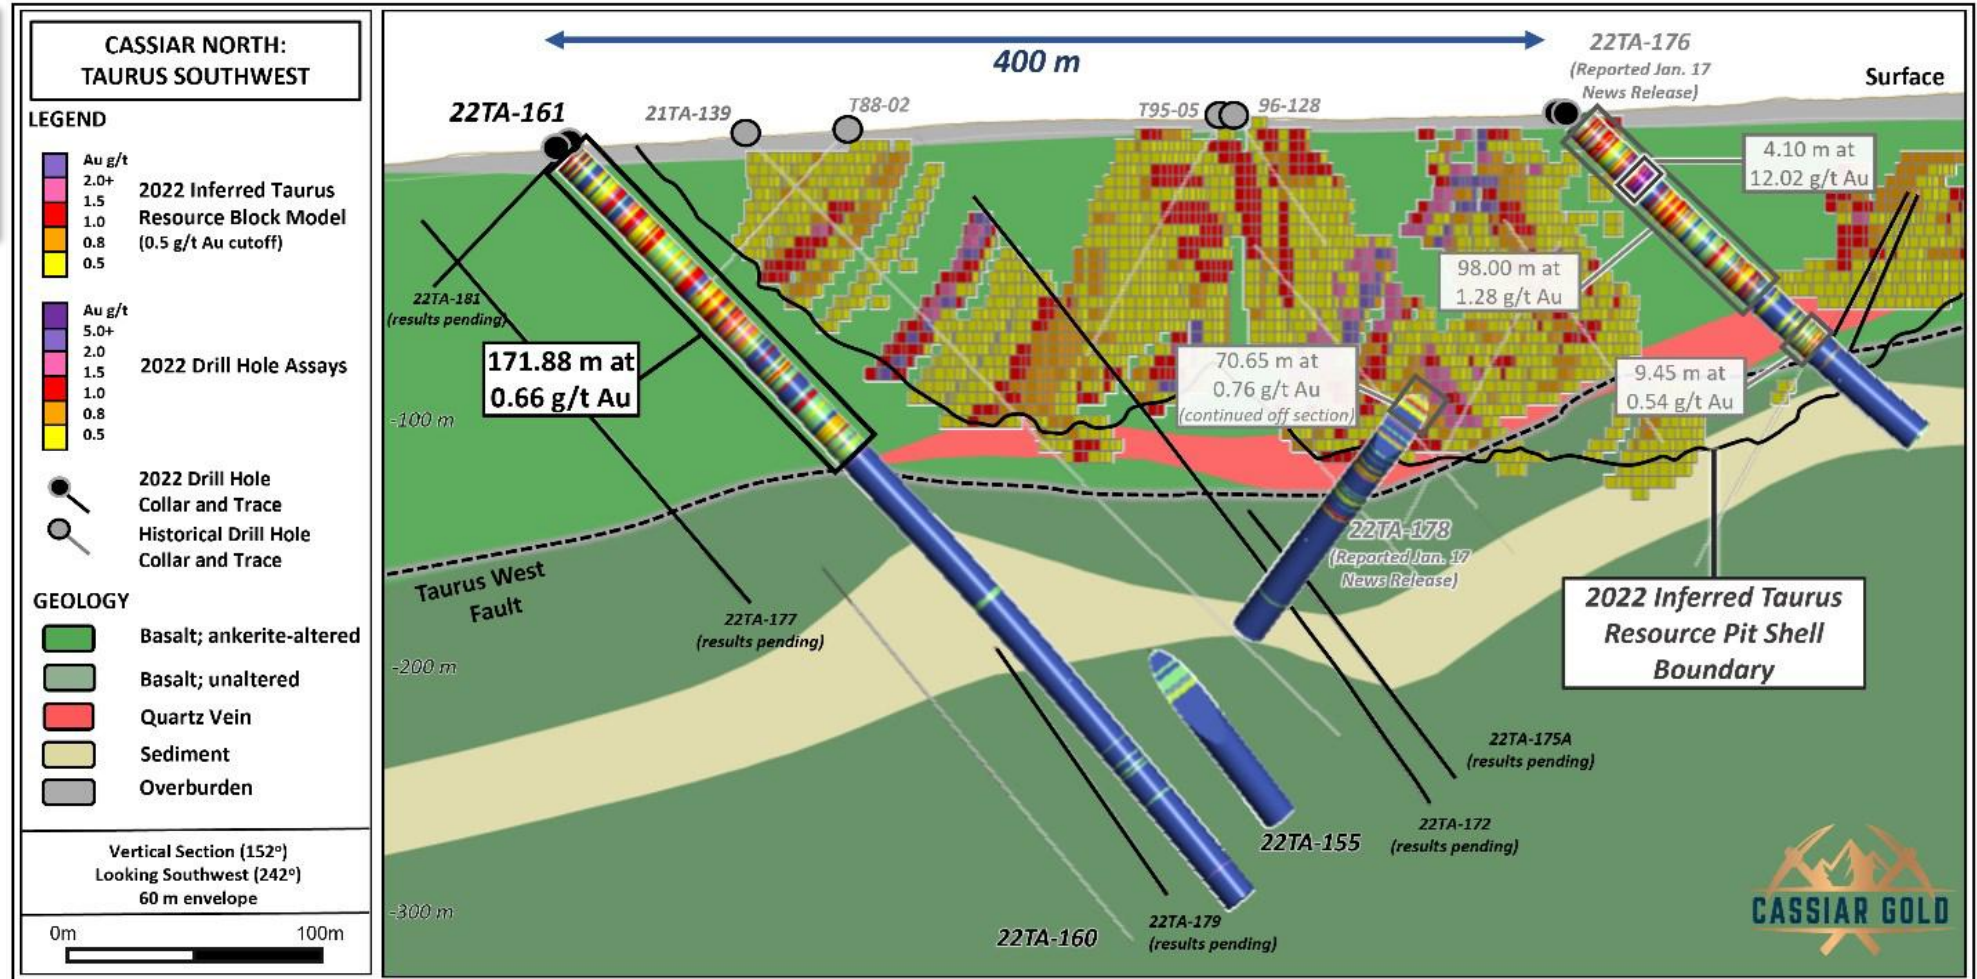 CASSIAR NORTH:
TAURUS SOUTHWEST
LEGEND
Au g/t
2.0+
1.5
1.0
0.8
0.5
2022 Inferred Taurus
Resource Block Model
(0.5 g/t Au cutoff)
Au g/t
5.0+
2.0
1.5
1.0
0.8
0.5
2022 Drill Hole Assays
2022 Drill Hole
Collar and Trace
Historical Drill Hole
Collar and Trace
GEOLOGY
Basalt; ankerite-altered
Basalt; unaltered
Quartz Vein
Sediment
Overburden
Vertical Section (152º)
Looking Southwest (242º)
60 m envelope
0m 100m
400 m
22TA-176
(Reported Jan. 17
News Release)
Surface
22TA-161
21TA-139
T88-02
T95-05
96-128
4.10 m at
12.02 g/t Au
98.00 m at
1.28 g/t Au
22TA-181
(results pending)
171.88 m at
0.66 g/t Au
70.65 m at
0.76 g/t Au
(continued off section)
9.45 m at
0.54 g/t Au
-100 m
22TA-178
(Reported Jan. 17
News Release)
Taurus West
Fault
2022 Inferred Taurus
Resource Pit Shell
Boundary
22TA-177
(results pending)
-200 m
22TA-175A
(results pending)
22TA-172
(results pending)
22TA-155
-300 m
22TA-179
(results pending)
22TA-160
CASSIAR GOLD